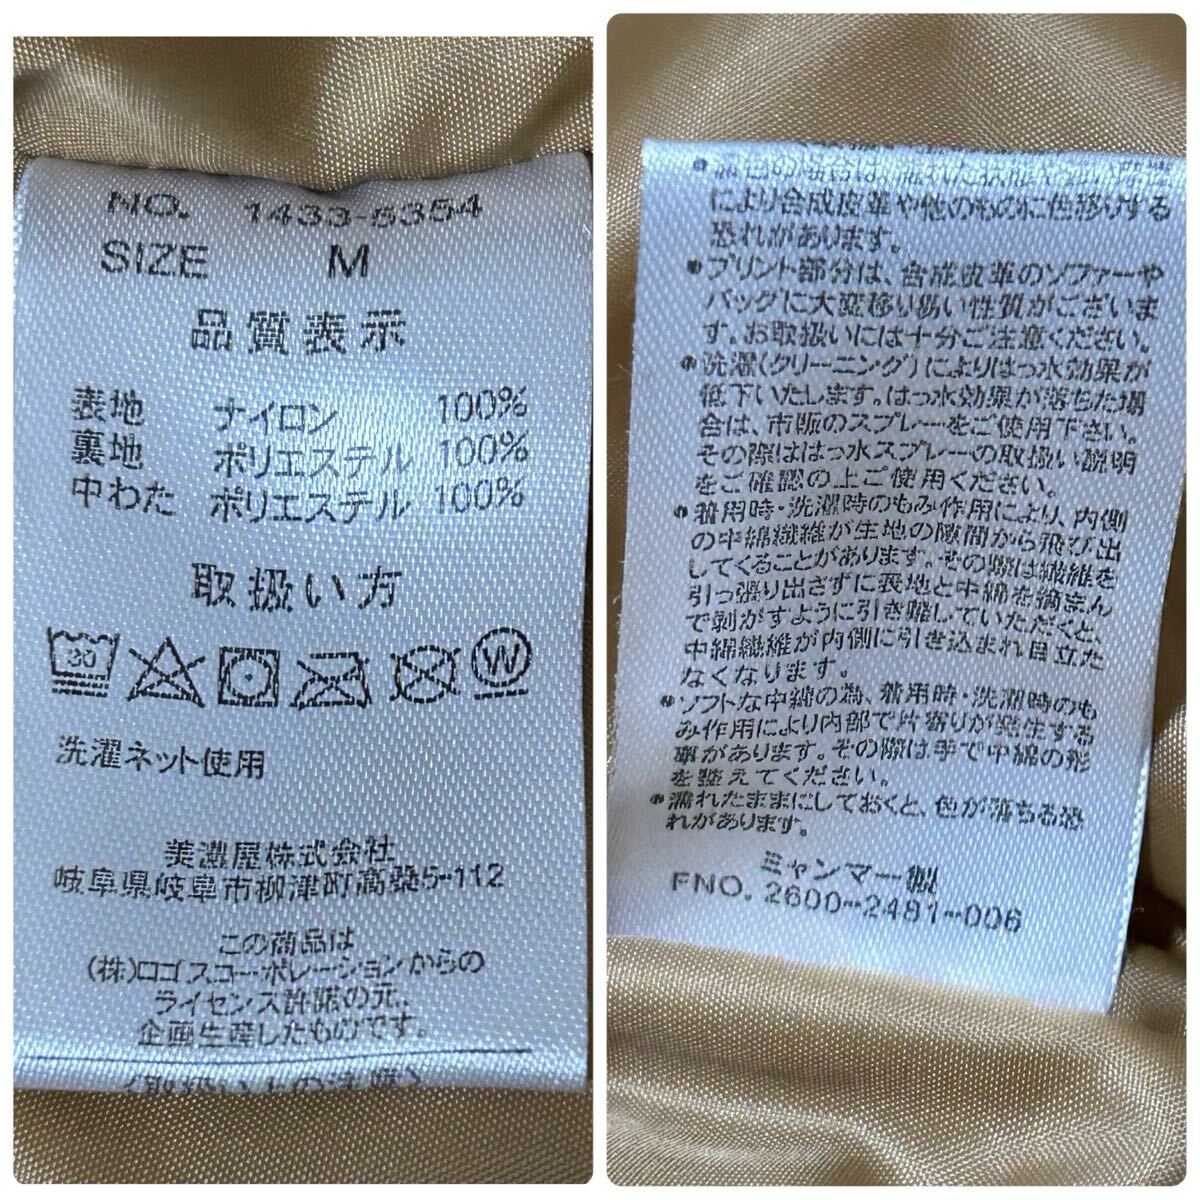 NO. 1433-5354
SIZE M
品質表示
表地 ナイロン 100%
裏地 ポリエステル 100%
中わた ポリエステル 100%
取扱い方
30
W
洗濯ネット使用
美濃屋株式会社
岐阜県岐阜市柳津町高桑5-112
この商品は
(株)ロゴスコーポレーションからの
ライセンス許諾の元、
企画生産したものです。
〈取扱い上の注意〉
により合成皮革や他のものに色移りする
恐れがあります。
●プリント部分は、合成皮革のソファーや
バッグに大変移り易い性質がございま
す。お取扱いには十分ご注意ください。
●洗濯(クリーニング)によりはっ水効果が
低下いたします。はっ水効果が落ちた場
合は、市販のスプレーをご使用下さい。
その際ははっ水スプレーの取扱い説明
をご確認の上ご使用ください。
●着用時・洗濯時のもみ作用により、内側
の中綿繊維が生地の隙間から飛び出
してくることがあります。その際は繊維を
引っ張り出さずに表地と中綿を摘まん
で剥がすように引き離していただくと、
中綿繊維が内側に引き込まれ目立た
なくなります。
●ソフトな中綿の為、着用時・洗濯時のも
み作用により内部で片寄りが発生する
事があります。その際は手で中綿の形
を整えてください。
●濡れたままにしておくと、色が落ちる恐
れがあります。
ミャンマー製
FNO. 2600-2481-006